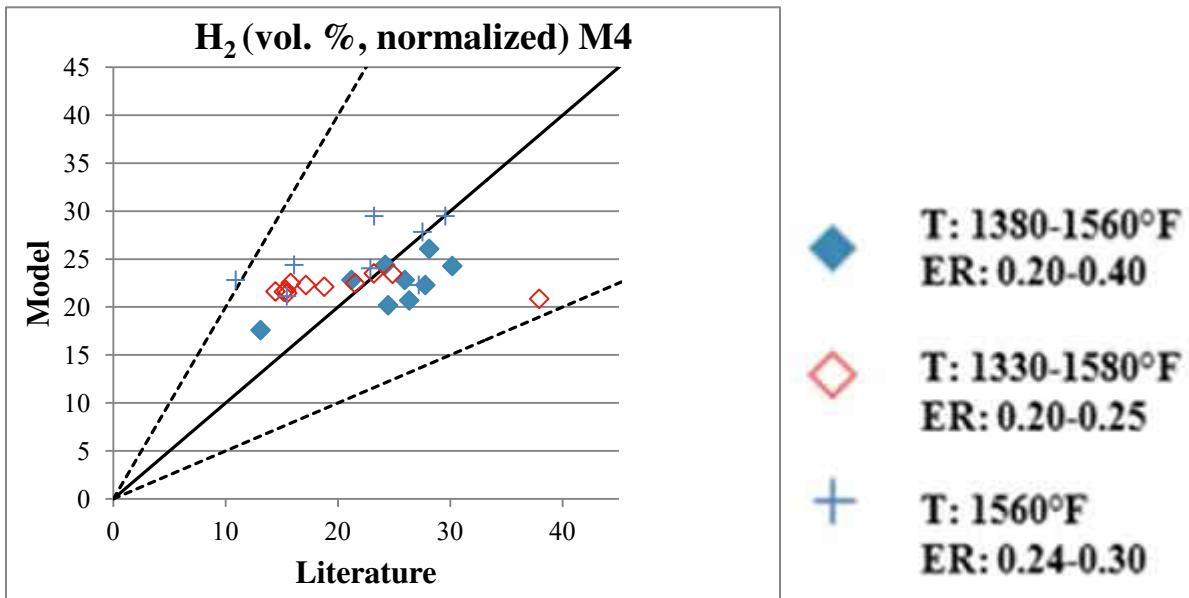 H₂ (vol. %, normalized) M4
45
40
35
30
25
20
15
10
5
0
Model
0 10 20 30 40
Literature
T: 1380-1560°F
ER: 0.20-0.40
T: 1330-1580°F
ER: 0.20-0.25
T: 1560°F
ER: 0.24-0.30